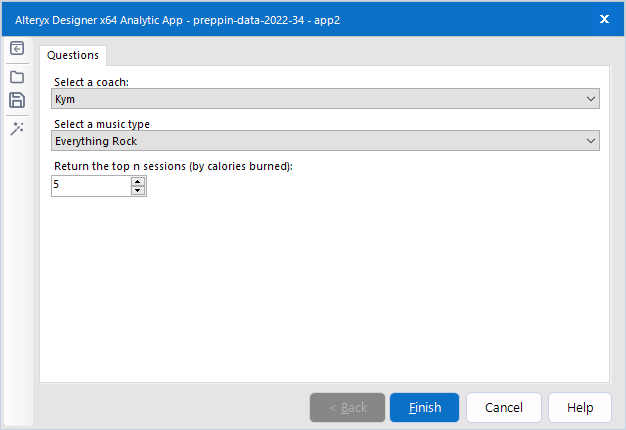 Alteryx Designer x64 Analytic App - preppin-data-2022-34 - app2
Questions
Select a coach:
Kym
Select a music type
Everything Rock
Return the top n sessions (by calories burned):
5
< Back
Finish
Cancel
Help